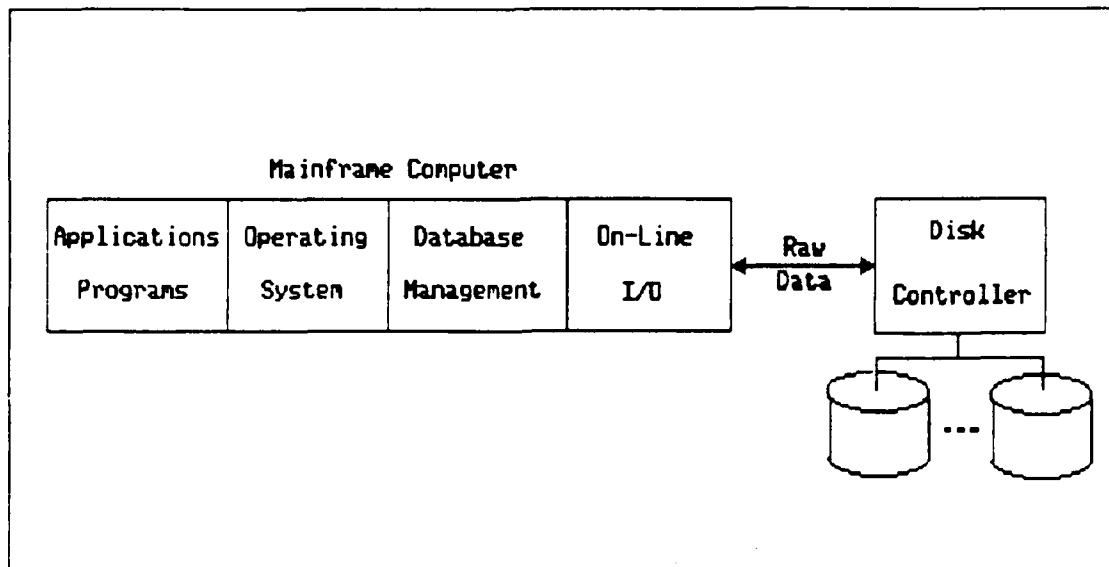 Mainframe Computer
Applications
Programs
Operating
System
Database
Management
On-Line
I/O
Raw
Data
Disk
Controller